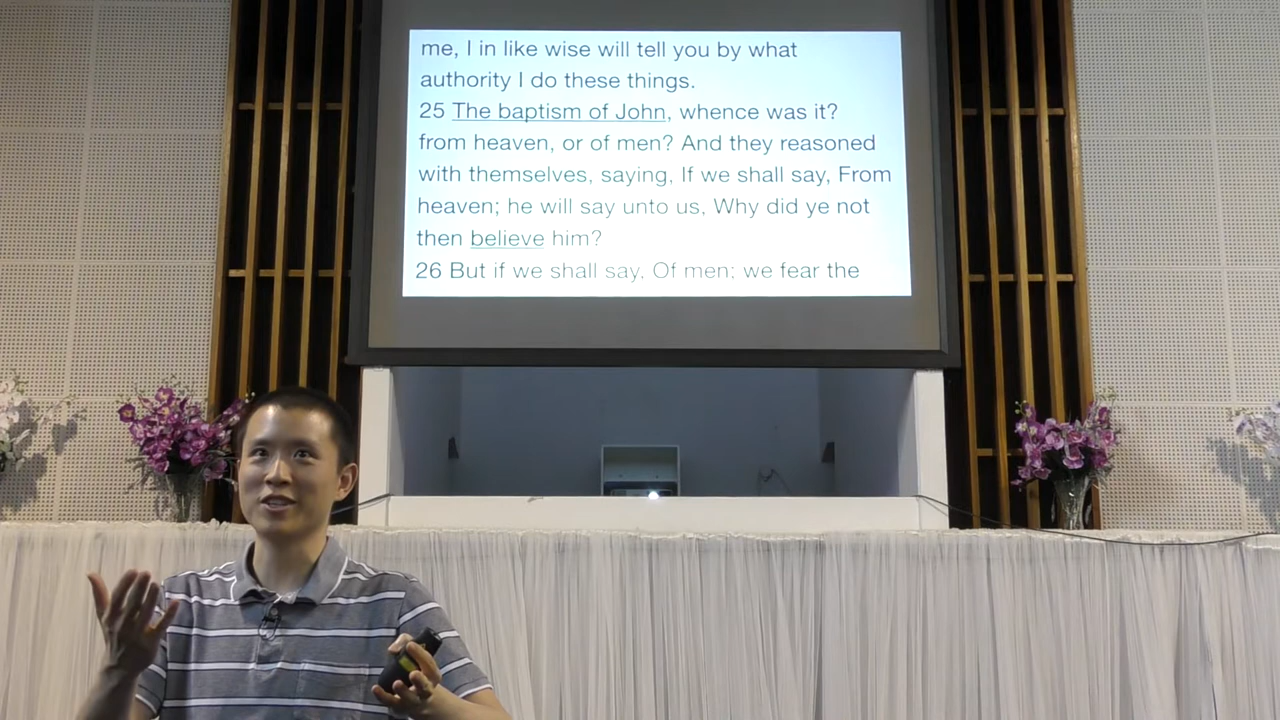 me, I in like wise will tell you by what
authority I do these things.
25 The baptism of John, whence was it?
from heaven, or of men? And they reasoned
with themselves, saying, If we shall say, From
heaven; he will say unto us, Why did ye not
then believe him?
26 But if we shall say, Of men; we fear the